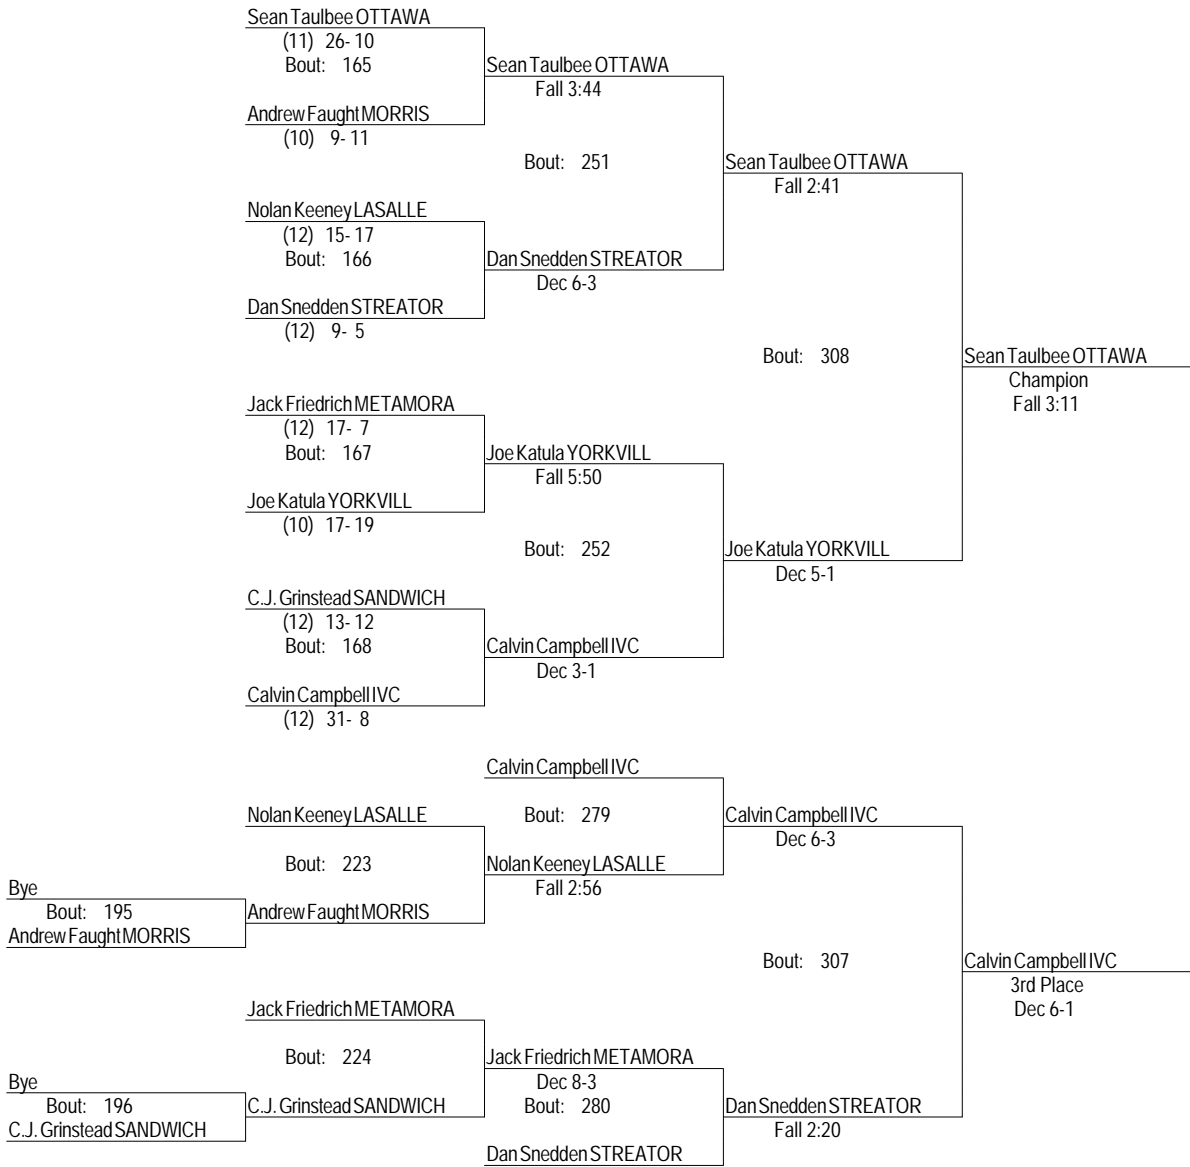 Sean Taulbee OTTAWA
(11) 26- 10
Bout: 165
Sean Taulbee OTTAWA
Fall 3:44
Andrew Faught MORRIS
(10) 9- 11
Bout: 251
Sean Taulbee OTTAWA
Fall 2:41
Nolan Keeney LASALLE
(12) 15- 17
Bout: 166
Dan Snedden STREATOR
Dec 6-3
Dan Snedden STREATOR
(12) 9- 5
Bout: 308
Sean Taulbee OTTAWA
Champion
Fall 3:11
Jack Friedrich METAMORA
(12) 17- 7
Bout: 167
Joe Katula YORKVILL
Fall 5:50
Joe Katula YORKVILL
(10) 17- 19
Bout: 252
Joe Katula YORKVILL
Dec 5-1
C.J. Grinstead SANDWICH
(12) 13- 12
Bout: 168
Calvin Campbell IVC
Dec 3-1
Calvin Campbell IVC
(12) 31- 8
Calvin Campbell IVC
Nolan Keeney LASALLE
Bout: 279
Calvin Campbell IVC
Dec 6-3
Bout: 223
Nolan Keeney LASALLE
Fall 2:56
Bye
Bout: 195
Andrew Faught MORRIS
Andrew Faught MORRIS
Bout: 307
Calvin Campbell IVC
3rd Place
Dec 6-1
Jack Friedrich METAMORA
Bout: 224
Jack Friedrich METAMORA
Dec 8-3
Bye
Bout: 196
C.J. Grinstead SANDWICH
C.J. Grinstead SANDWICH
Bout: 280
Dan Snedden STREATOR
Fall 2:20
Dan Snedden STREATOR